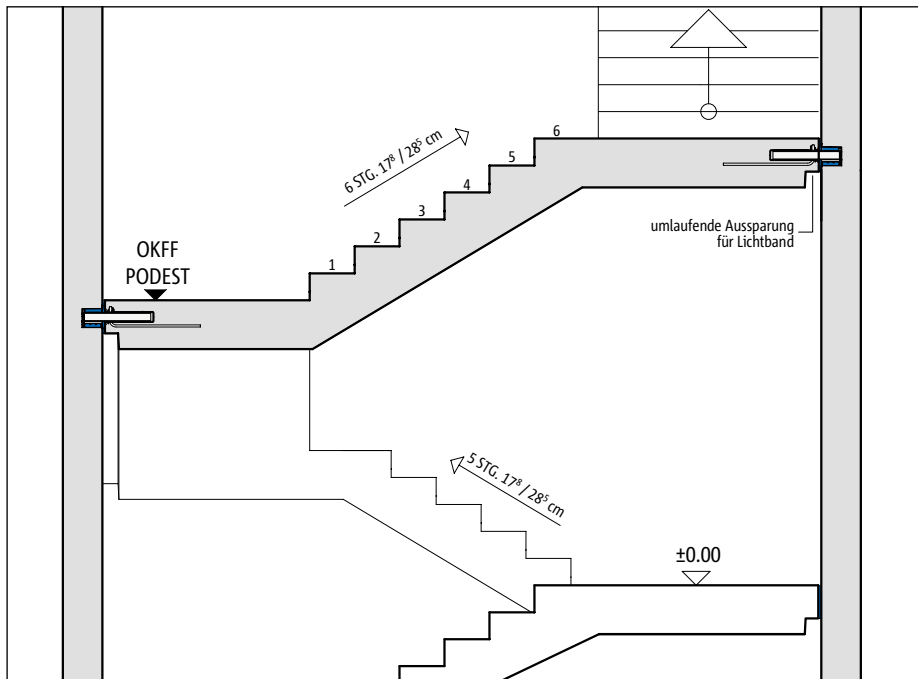 6 STG. 17⁸ / 28⁵ cm
6
5
4
3
2
1
umlaufende Aussparung
für Lichtband
OKFF
PODEST
5 STG. 17⁸ / 28⁵ cm
±0.00